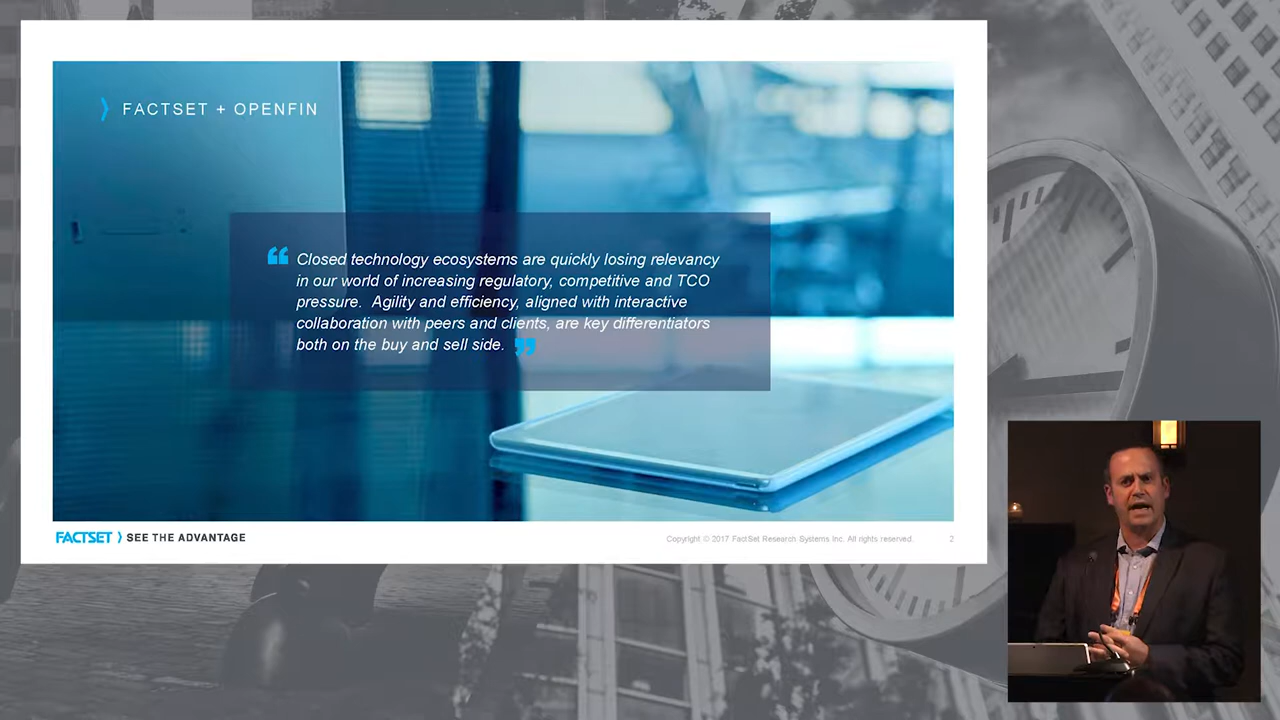 FACTSET + OPENFIN
“ Closed technology ecosystems are quickly losing relevancy
in our world of increasing regulatory, competitive and TCO
pressure.  Agility and efficiency, aligned with interactive
collaboration with peers and clients, are key differentiators
both on the buy and sell side. ”
FACTSET ⟩ SEE THE ADVANTAGE
Copyright © 2017 FactSet Research Systems Inc. All rights reserved. 2